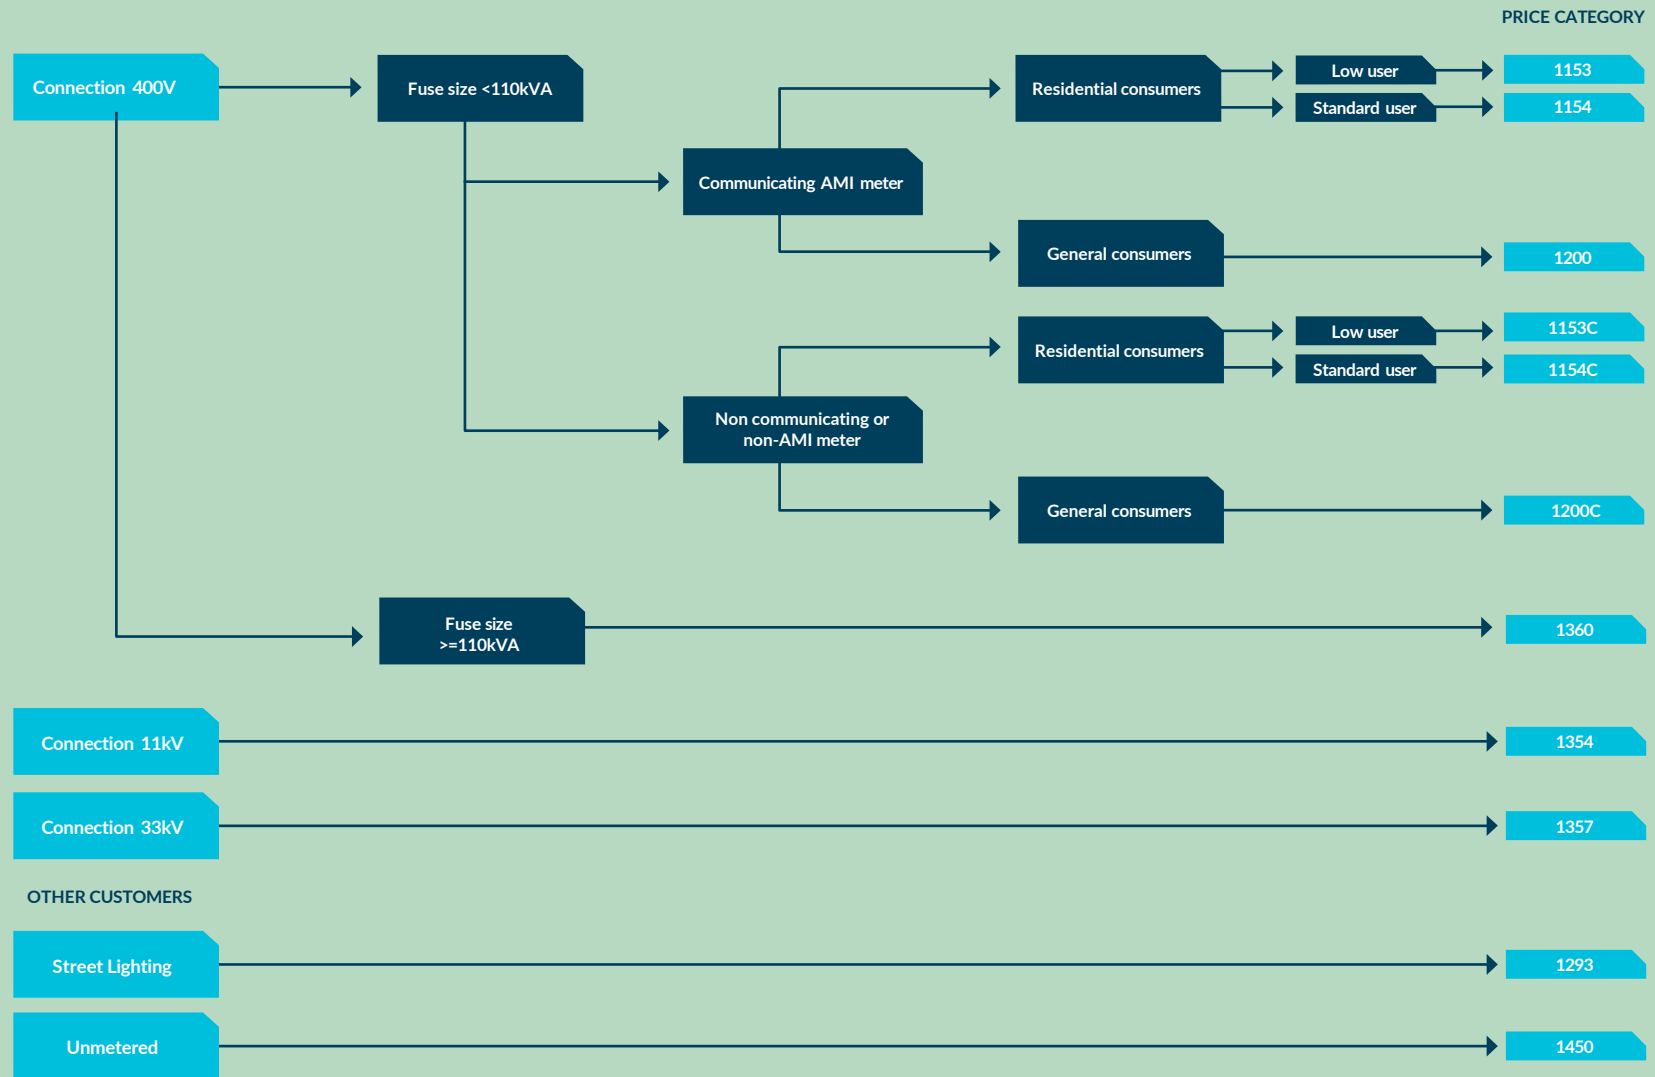 PRICE CATEGORY
Connection 400V
Fuse size <110kVA
Residential consumers
Low user
1153
Standard user
1154
Communicating AMI meter
General consumers
1200
Residential consumers
Low user
1153C
Standard user
1154C
Non communicating or
non-AMI meter
General consumers
1200C
Fuse size
>=110kVA
1360
Connection 11kV
1354
Connection 33kV
1357
OTHER CUSTOMERS
Street Lighting
1293
Unmetered
1450